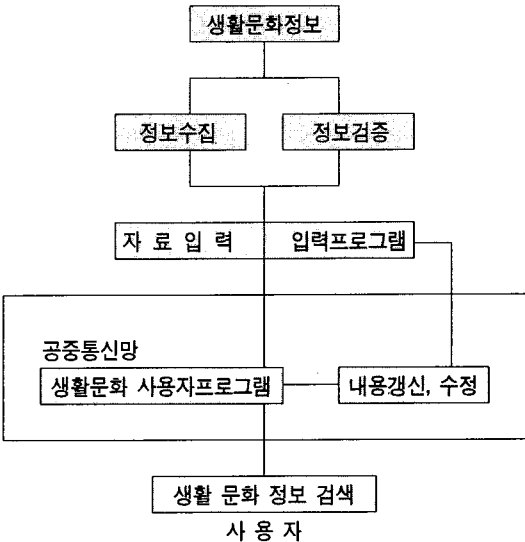 생활문화정보
정보수집 정보검증
자 료 입 력 입력프로그램
공중통신망
생활문화 사용자프로그램 내용갱신, 수정
생활 문화 정보 검색
사 용 자